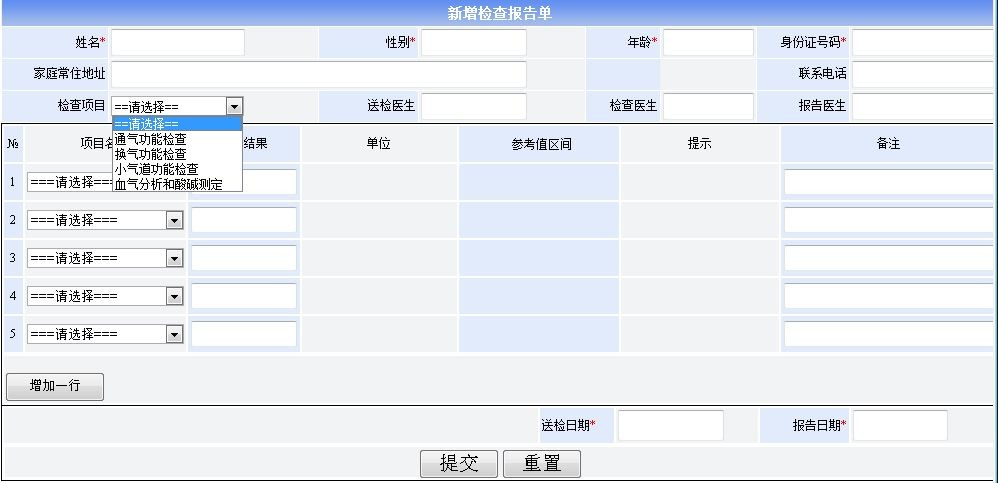 新增检查报告单
姓名* 性别* 年龄* 身份证号码*
家庭常住地址 联系电话
检查项目 ==请选择== 送检医生 检查医生 报告医生
==请选择==
通气功能检查
换气功能检查
小气道功能检查
血气分析和酸碱测定
№ 项目名 结果 单位 参考值区间 提示 备注
1 ===请选择===
2 ===请选择===
3 ===请选择===
4 ===请选择===
5 ===请选择===
增加一行
送检日期* 报告日期*
提交 重置